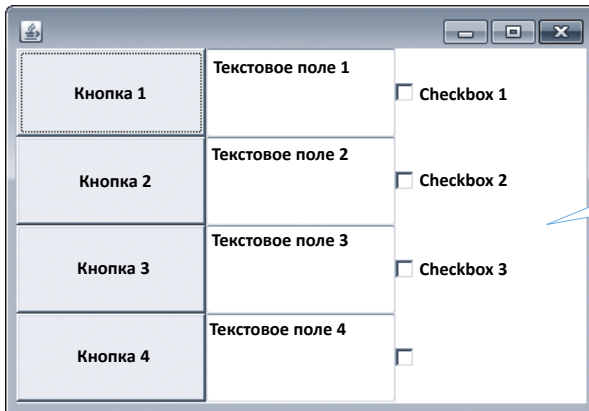 Кнопка 1
Текстовое поле 1
Checkbox 1
Кнопка 2
Текстовое поле 2
Checkbox 2
Кнопка 3
Текстовое поле 3
Checkbox 3
Кнопка 4
Текстовое поле 4